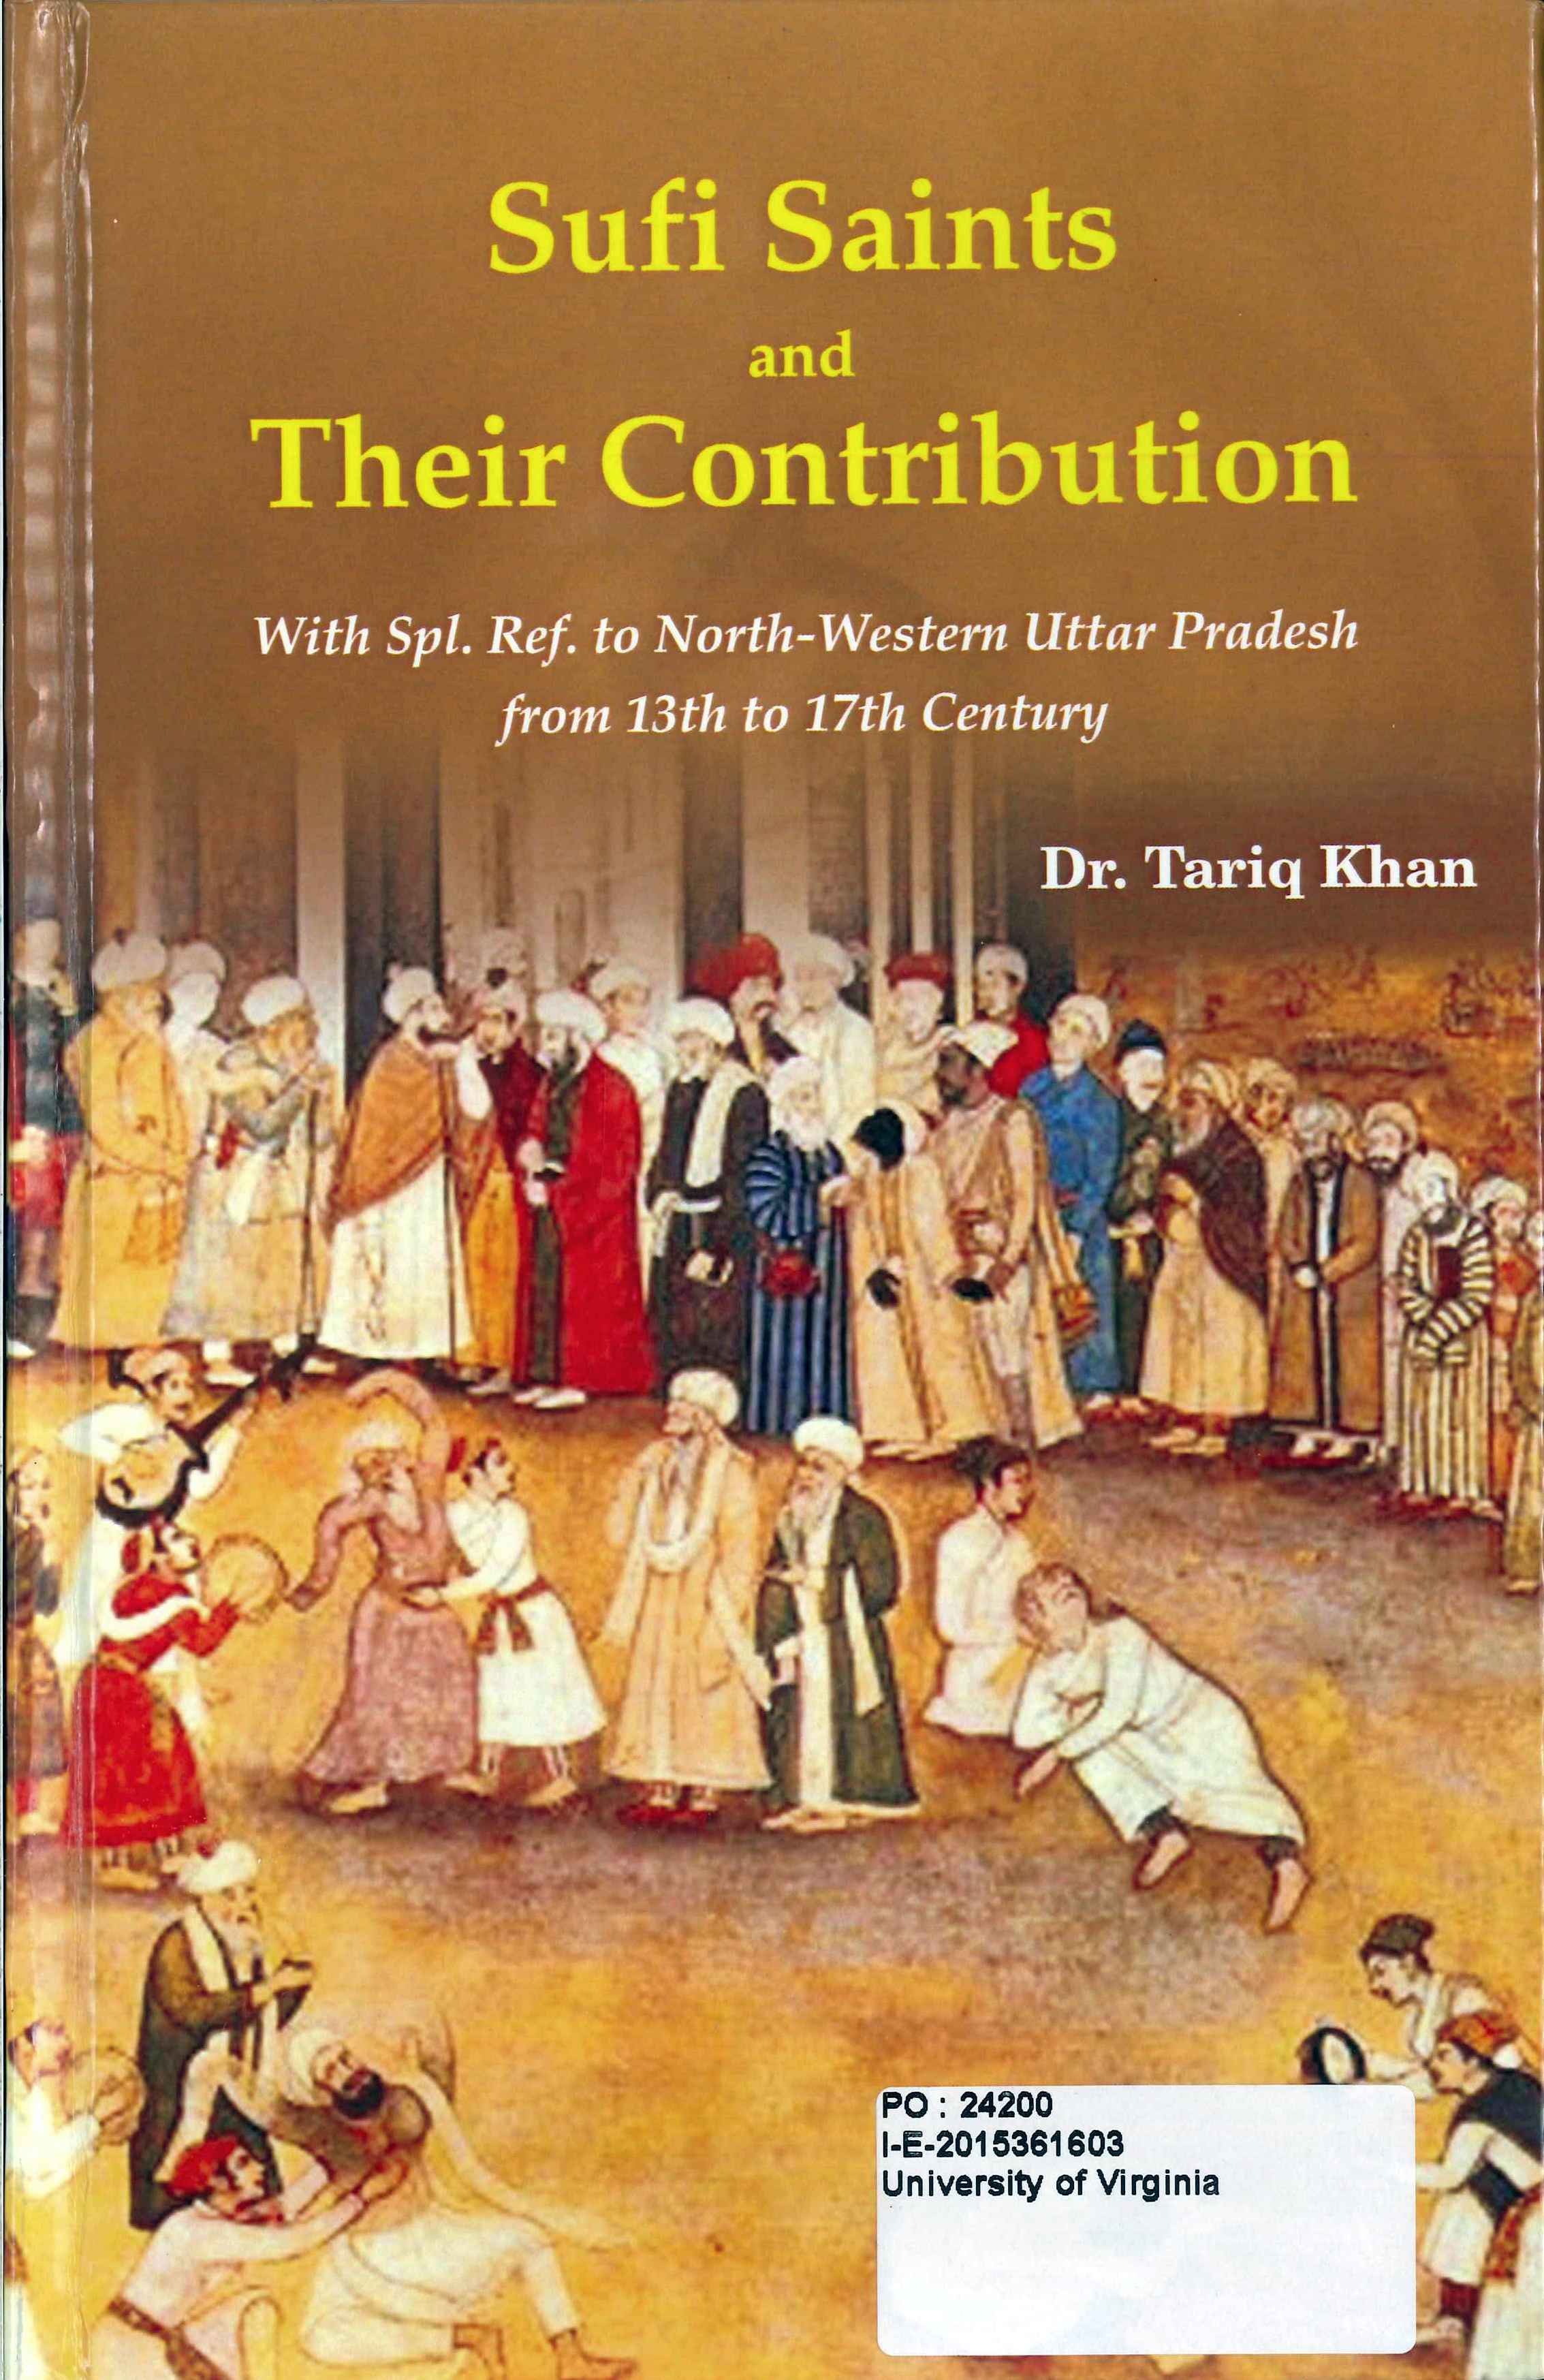 Sufi Saints
and
Their Contribution
With Spl. Ref. to North-Western Uttar Pradesh
from 13th to 17th Century
Dr. Tariq Khan
PO : 24200
I-E-2015361603
University of Virginia